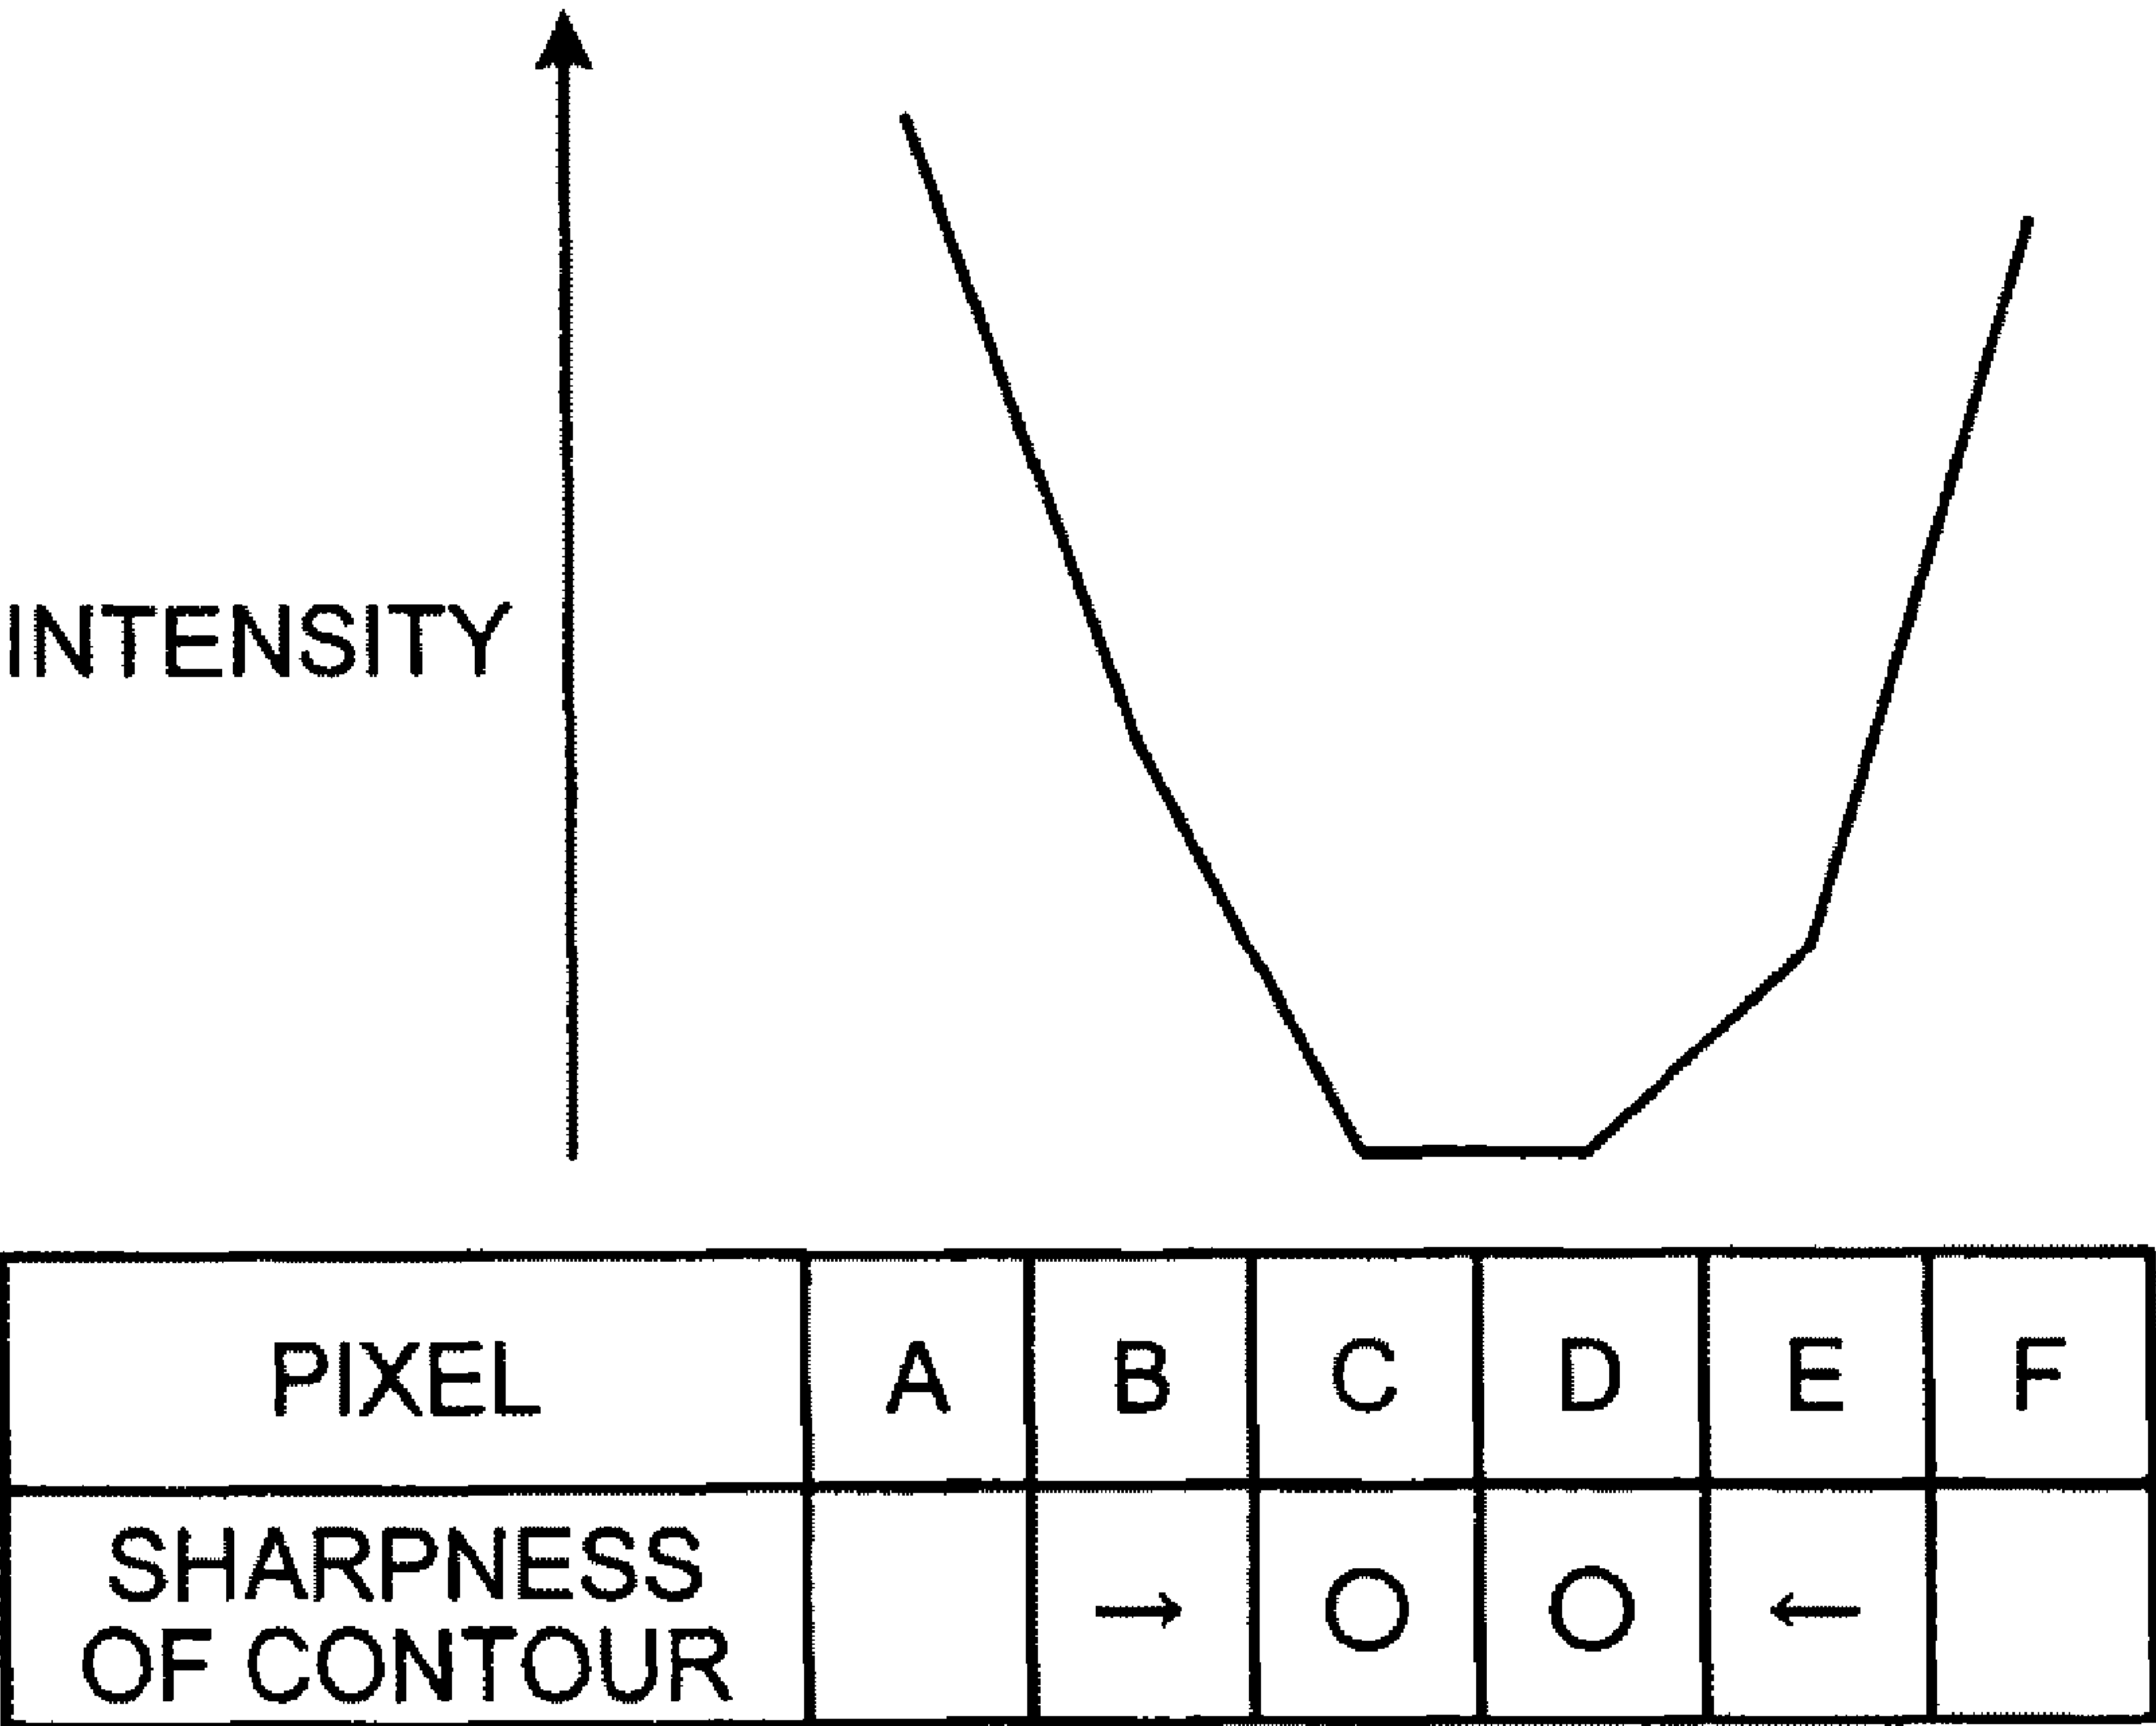 INTENSITY
PIXEL A B C D E F
SHARPNESS
OF CONTOUR
→ ○ ○ ←